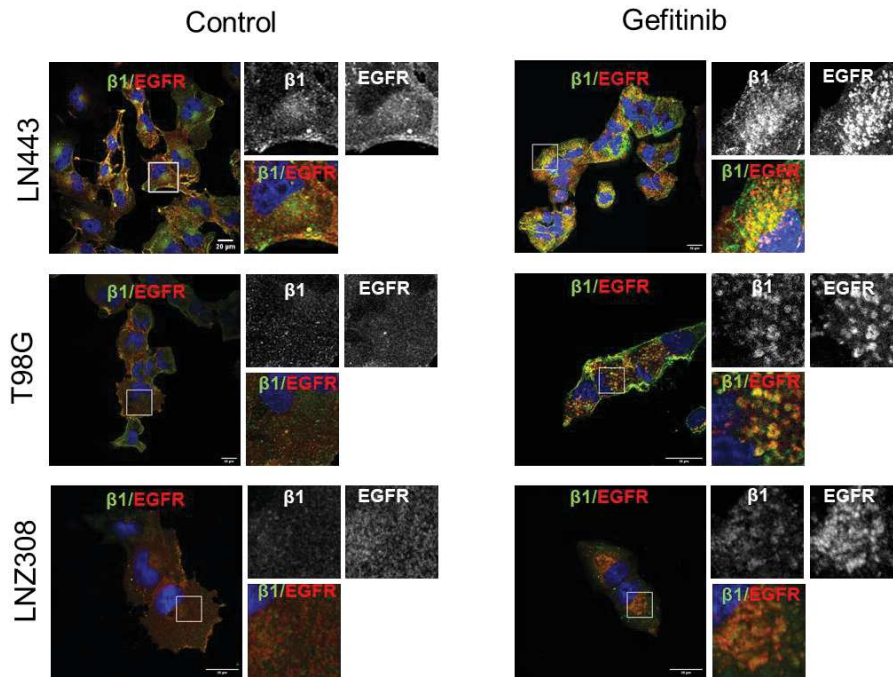 Control
Gefitinib
LN443
β1/EGFR
β1
EGFR
β1/EGFR
20 µm
β1/EGFR
β1
EGFR
β1/EGFR
T98G
β1/EGFR
β1
EGFR
β1/EGFR
β1/EGFR
β1
EGFR
β1/EGFR
LNZ308
β1/EGFR
β1
EGFR
β1/EGFR
β1/EGFR
β1
EGFR
β1/EGFR